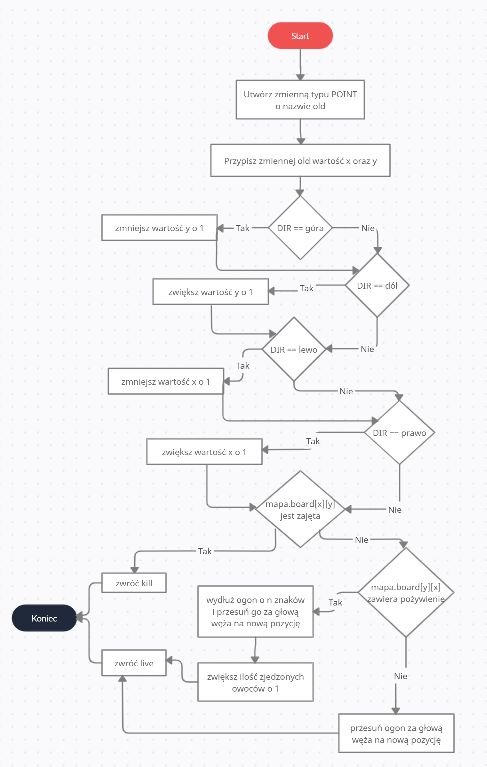 Start
Utwórz zmienną typu POINT
o nazwie old
Przypisz zmiennej old wartość x oraz y
DIR == góra
Tak
Nie
zmniejsz wartość y o 1
DIR == dól
Tak
zwiększ wartość y o 1
DIR == lewo
Nie
Tak
zmniejsz wartość x o 1
Nie
DIR == prawo
Tak
zwiększ wartość x o 1
mapa.board[x][y]
jest zajęta
Nie
Nie
Tak
zwróć kill
mapa.board[y][x]
zawiera pożywienie
Tak
wydłuż ogon o n znaków
I przesuń go za głową
węża na nową pozycję
Koniec
zwróć live
zwiększ ilość zjedzonych
owoców o 1
Nie
przesuń ogon za głową
węża na nową pozycję